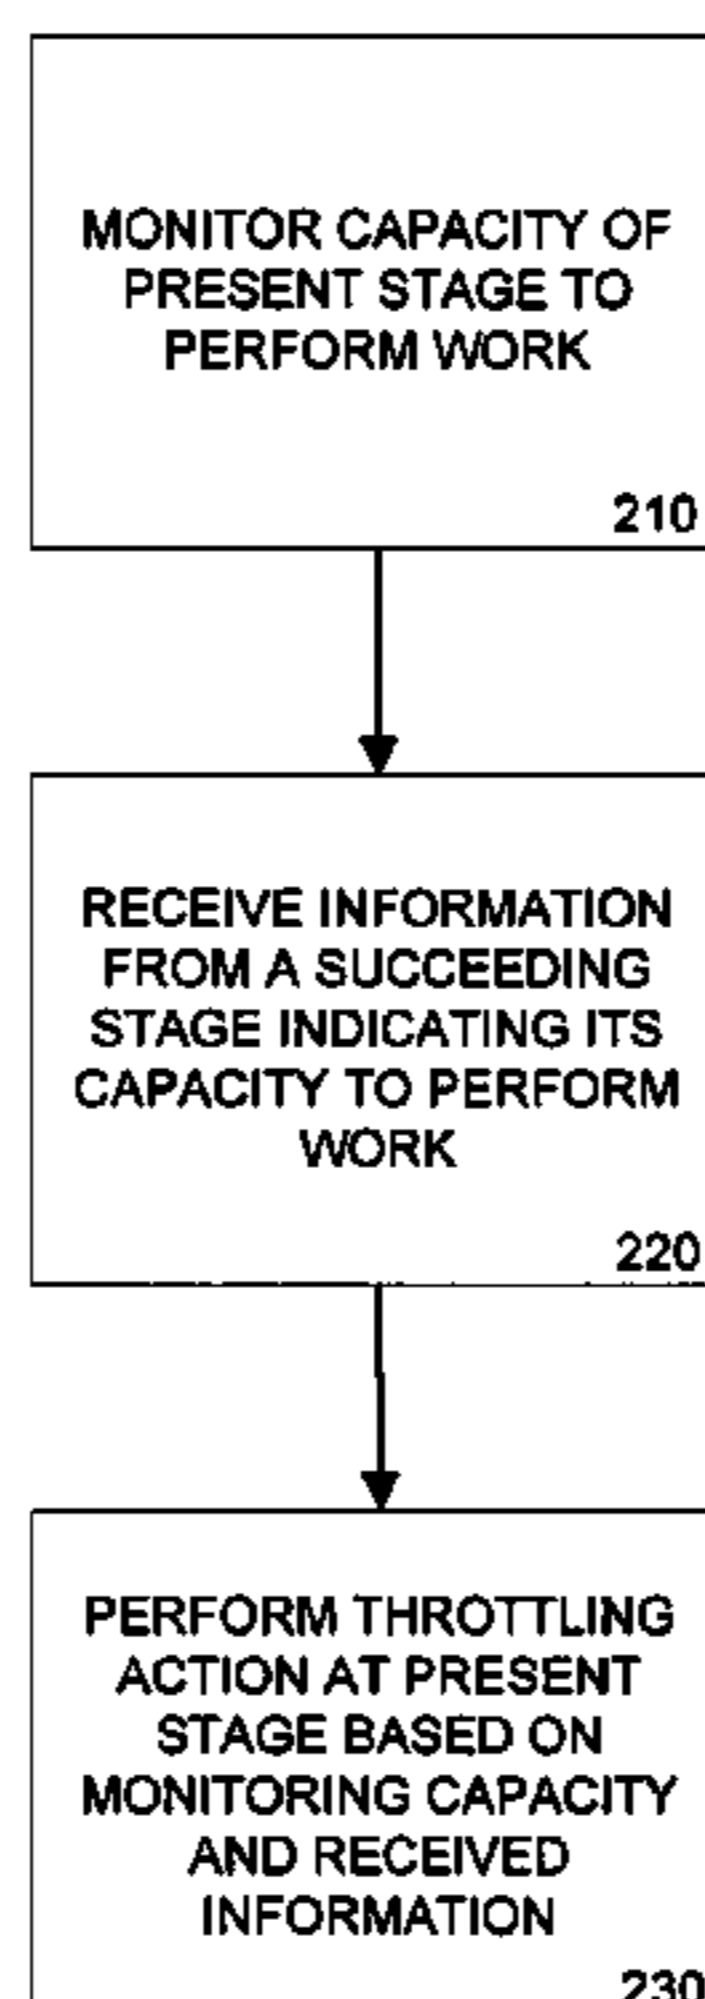 MONITOR CAPACITY OF
PRESENT STAGE TO
PERFORM WORK
210
RECEIVE INFORMATION
FROM A SUCCEEDING
STAGE INDICATING ITS
CAPACITY TO PERFORM
WORK
220
PERFORM THROTTLING
ACTION AT PRESENT
STAGE BASED ON
MONITORING CAPACITY
AND RECEIVED
INFORMATION
230